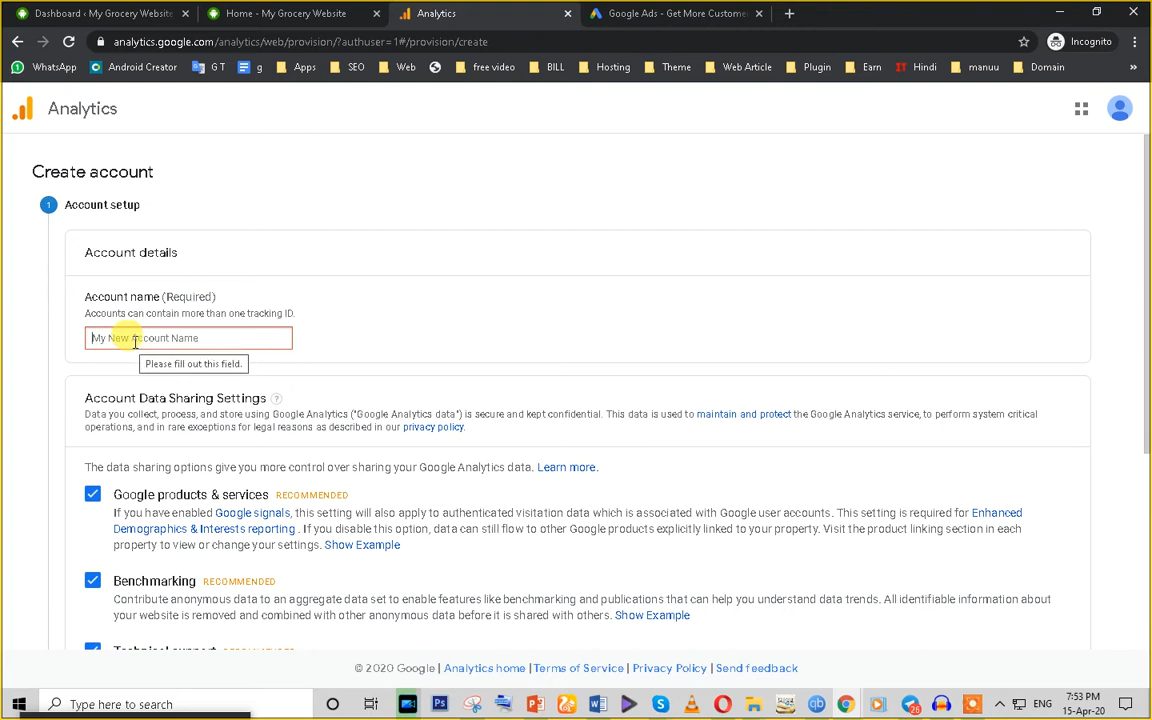 Dashboard ‹ My Grocery Website
Home - My Grocery Website
Analytics
Google Ads - Get More Custome
analytics.google.com/analytics/web/provision/?authuser=1#/provision/create
Incognito
WhatsApp
Android Creator
G T
g
Apps
SEO
Web
free video
BILL
Hosting
Theme
Web Article
Plugin
Earn
Hindi
manuu
Domain
»
Analytics
Create account
1 Account setup
Account details
Account name (Required)
Accounts can contain more than one tracking ID.
My New Account Name
Please fill out this field.
Account Data Sharing Settings ?
Data you collect, process, and store using Google Analytics ("Google Analytics data") is secure and kept confidential. This data is used to maintain and protect the Google Analytics service, to perform system critical
operations, and in rare exceptions for legal reasons as described in our privacy policy.
The data sharing options give you more control over sharing your Google Analytics data. Learn more.
Google products & services RECOMMENDED
If you have enabled Google signals, this setting will also apply to authenticated visitation data which is associated with Google user accounts. This setting is required for Enhanced
Demographics & Interests reporting . If you disable this option, data can still flow to other Google products explicitly linked to your property. Visit the product linking section in each
property to view or change your settings. Show Example
Benchmarking RECOMMENDED
Contribute anonymous data to an aggregate data set to enable features like benchmarking and publications that can help you understand data trends. All identifiable information about
your website is removed and combined with other anonymous data before it is shared with others. Show Example
Technical support RECOMMENDED
© 2020 Google | Analytics home | Terms of Service | Privacy Policy | Send feedback
Type here to search
26
ENG
7:53 PM
15-Apr-20